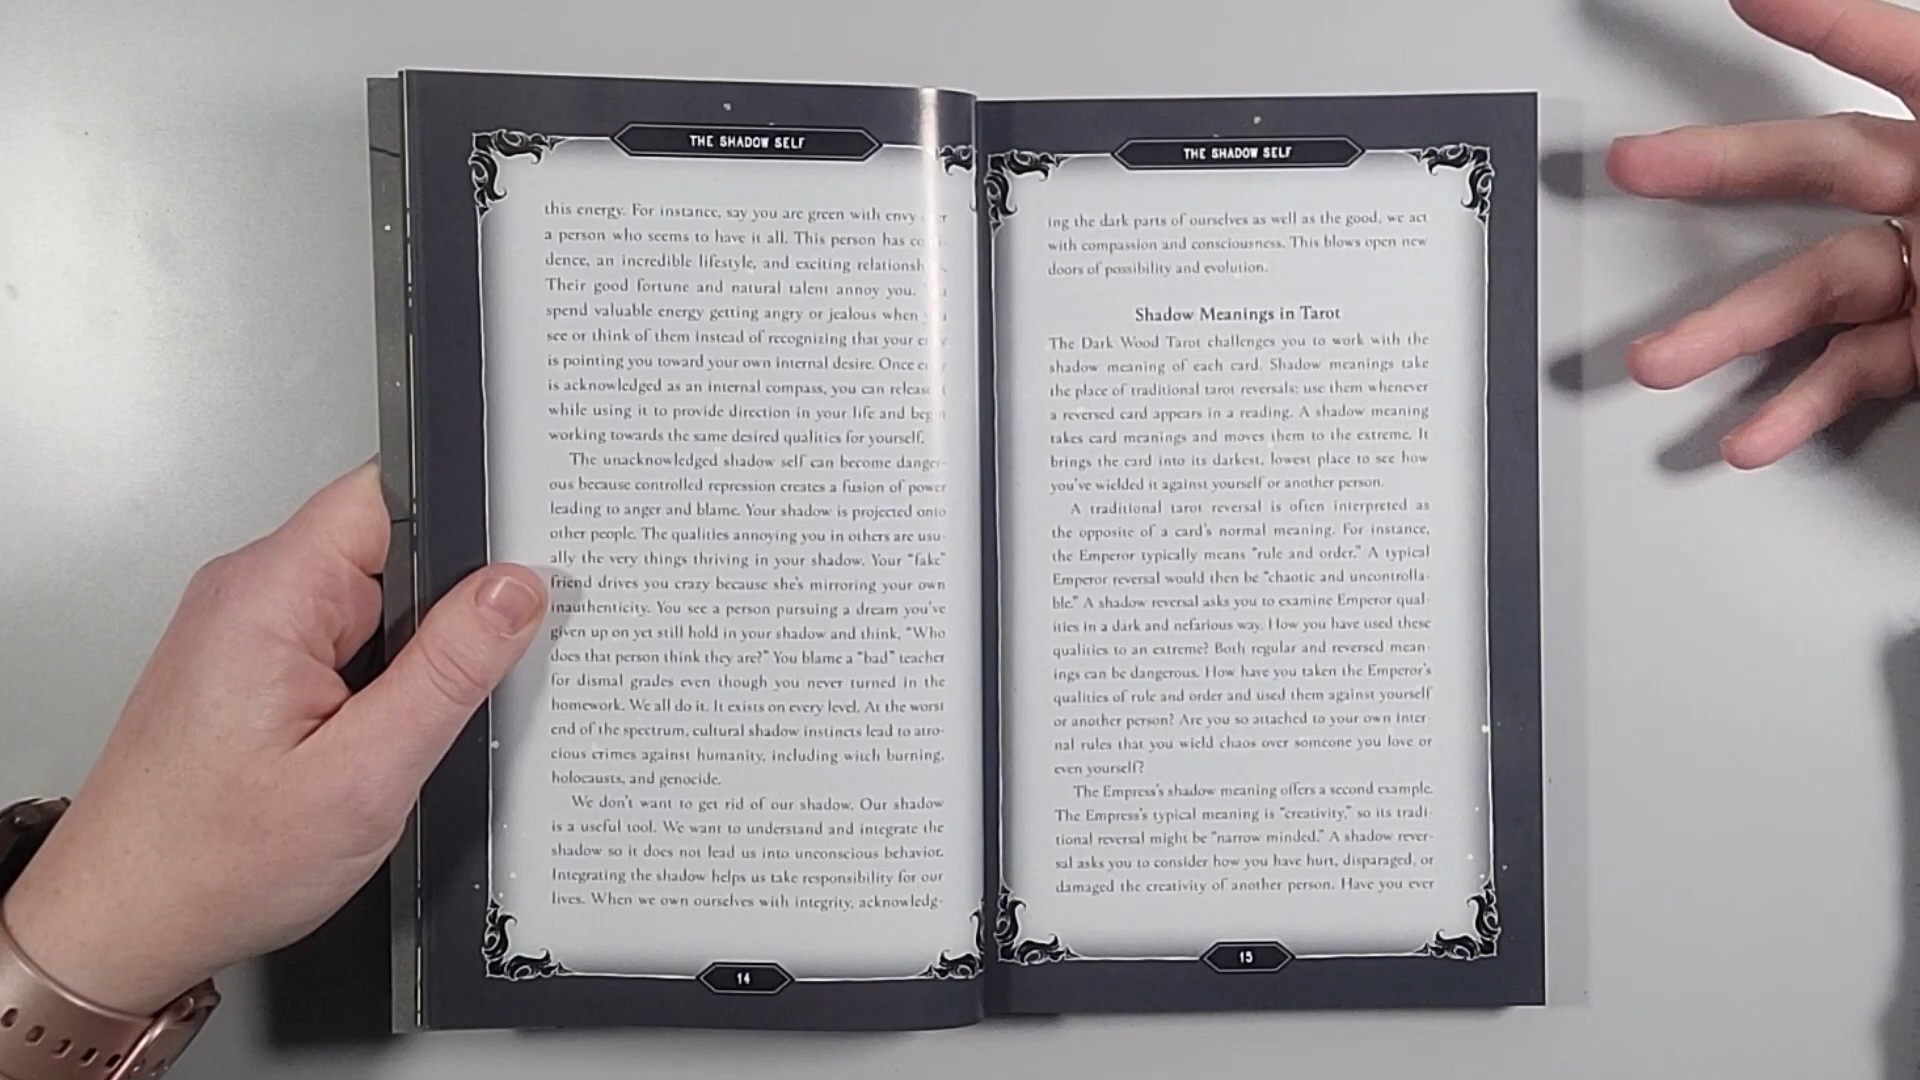 THE SHADOW SELF
this energy. For instance, say you are green with envy
a person who seems to have it all. This person has
dence, an incredible lifestyle, and exciting
Their good fortune and natural talent annoy you.
spend valuable energy getting angry or jealous when
see or think of them instead of recognizing that your
is pointing you toward your own internal desire. Once
is acknowledged as an internal compass, you can release
while using it to provide direction in your life and
working towards the same desired qualities for yourself.
The unacknowledged shadow self can become danger-
ous because controlled repression creates a fusion of power
leading to anger and blame. Your shadow is projected onto
other people. The qualities annoying you in others are usu-
ally the very things thriving in your shadow. Your "fake"
friend drives you crazy because she's mirroring your own
inauthenticity. You see a person pursuing a dream you've
given up on yet still hold in your shadow and think, "Who
does that person think they are?" You blame a "bad" teacher
for dismal grades even though you never turned in the
homework. We all do it. It exists on every level. At the worst
end of the spectrum, cultural shadow instincts lead to atro-
cious crimes against humanity, including witch burning,
holocausts, and genocide.
We don't want to get rid of our shadow. Our shadow
is a useful tool. We want to understand and integrate the
shadow so it does not lead us into unconscious behavior.
Integrating the shadow helps us take responsibility for our
lives. When we own ourselves with integrity, acknowledg-
14
THE SHADOW SELF
ing the dark parts of ourselves as well as the good, we act
with compassion and consciousness. This blows open new
doors of possibility and evolution.
Shadow Meanings in Tarot
The Dark Wood Tarot challenges you to work with the
shadow meaning of each card. Shadow meanings take
the place of traditional tarot reversals; use them whenever
a reversed card appears in a reading. A shadow meaning
takes card meanings and moves them to the extreme. It
brings the card into its darkest, lowest place to see how
you've wielded it against yourself or another person.
A traditional tarot reversal is often interpreted as
the opposite of a card's normal meaning. For instance,
the Emperor typically means "rule and order." A typical
Emperor reversal would then be "chaotic and uncontrolla-
ble." A shadow reversal asks you to examine Emperor qual-
ities in a dark and nefarious way. How you have used these
qualities to an extreme? Both regular and reversed mean-
ings can be dangerous. How have you taken the Emperor's
qualities of rule and order and used them against yourself
or another person? Are you so attached to your own inter-
nal rules that you wield chaos over someone you love or
even yourself?
The Empress's shadow meaning offers a second example.
The Empress's typical meaning is "creativity," so its tradi-
tional reversal might be "narrow minded." A shadow rever-
sal asks you to consider how you have hurt, disparaged, or
damaged the creativity of another person. Have you ever
15